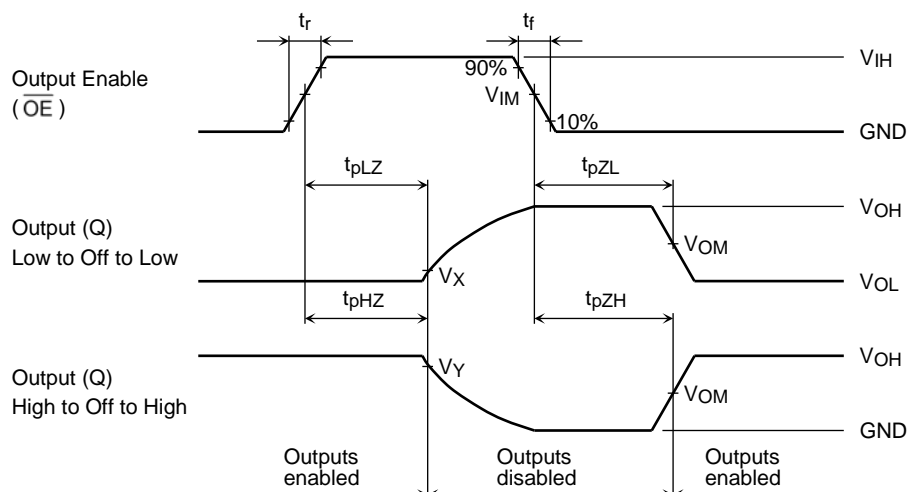 tr
tf
Output Enable
( OE )
90%
VIM
10%
VIH
GND
tpLZ
tpZL
Output (Q)
Low to Off to Low
VX
VOM
VOH
VOL
tpHZ
tpZH
Output (Q)
High to Off to High
VY
VOM
VOH
GND
Outputs
enabled
Outputs
disabled
Outputs
enabled